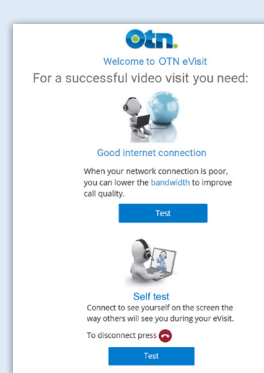 otn.
Welcome to OTN eVisit
For a successful video visit you need:
Good internet connection
When your network connection is poor,
you can lower the bandwidth to improve
call quality.
Test
Self test
Connect to see yourself on the screen the
way others will see you during your eVisit.
To disconnect press
Test